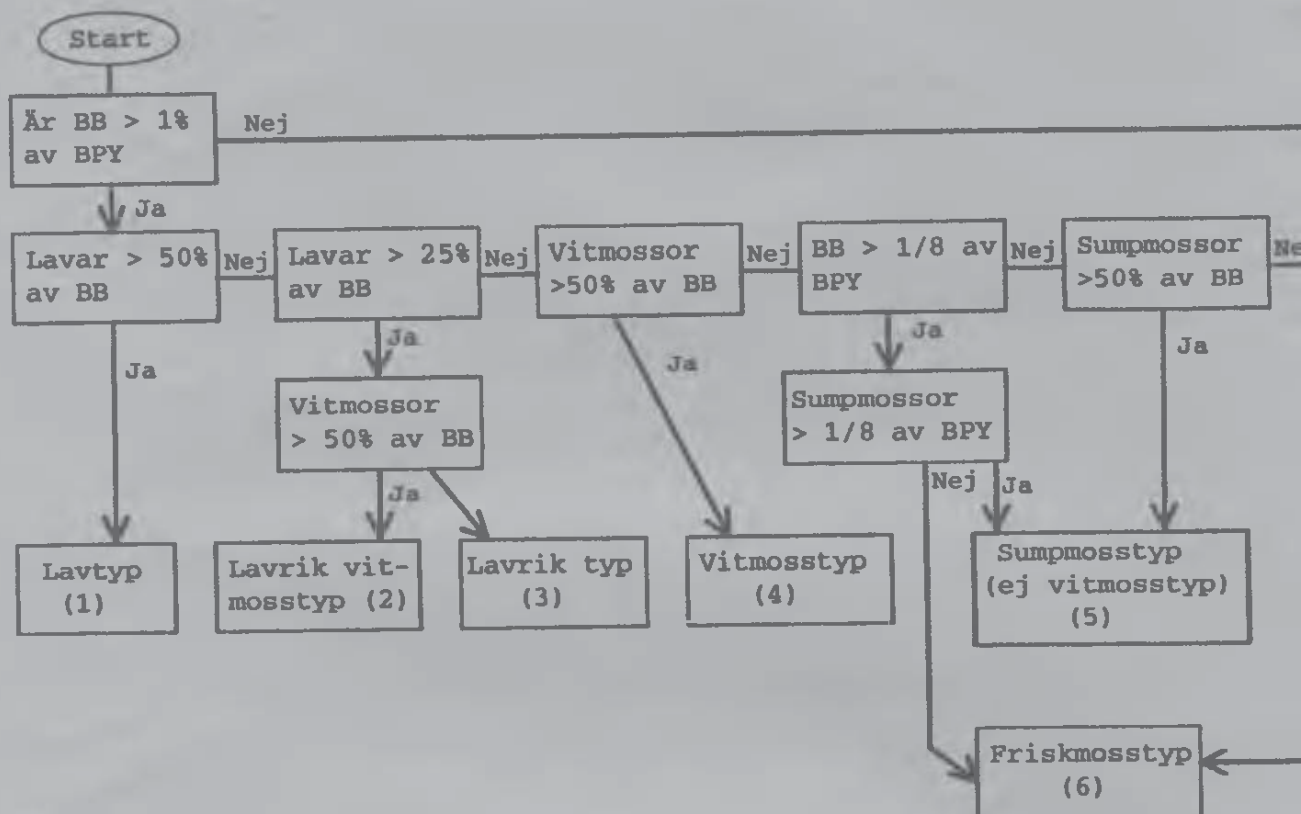 Start
Är BB > 1%
av BPY
Nej
Ja
Lavar > 50%
av BB
Nej
Lavar > 25%
av BB
Nej
Vitmossor
>50% av BB
Nej
BB > 1/8 av
BPY
Nej
Sumpmossor
>50% av BB
Ja
Ja
Ja
Ja
Ja
Vitmossor
> 50% av BB
Sumpmossor
> 1/8 av BPY
Ja
Nej
Ja
Lavtyp
(1)
Lavrik vit-
mosstyp (2)
Lavrik typ
(3)
Vitmosstyp
(4)
Sumpmosstyp
(ej vitmosstyp)
(5)
Friskmosstyp
(6)